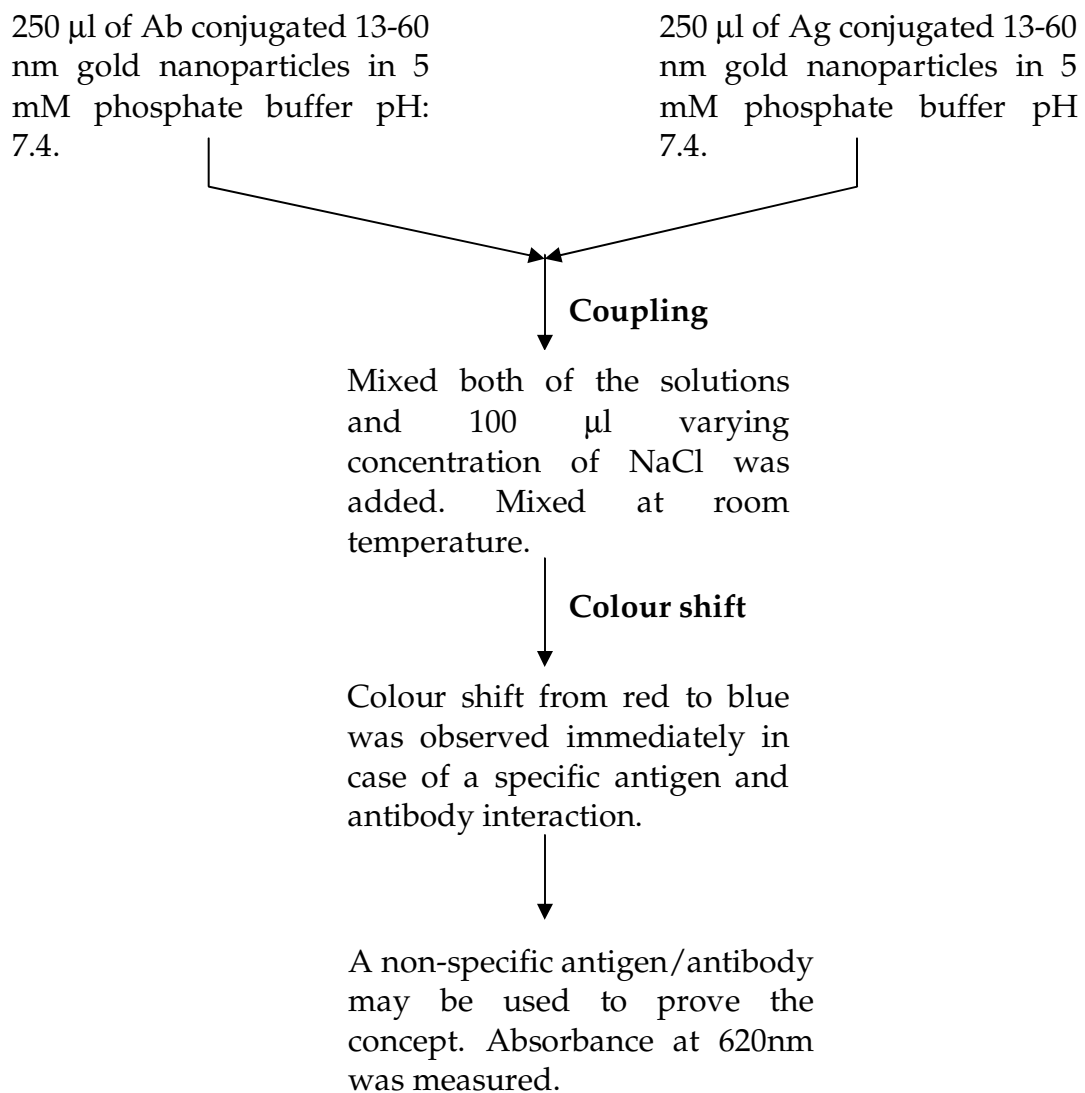 250 μl of Ab conjugated 13-60
nm gold nanoparticles in 5
mM phosphate buffer pH:
7.4.
250 μl of Ag conjugated 13-60
nm gold nanoparticles in 5
mM phosphate buffer pH
7.4.
Coupling
Mixed both of the solutions
and 100 μl varying
concentration of NaCl was
added. Mixed at room
temperature.
Colour shift
Colour shift from red to blue
was observed immediately in
case of a specific antigen and
antibody interaction.
A non-specific antigen/antibody
may be used to prove the
concept. Absorbance at 620nm
was measured.